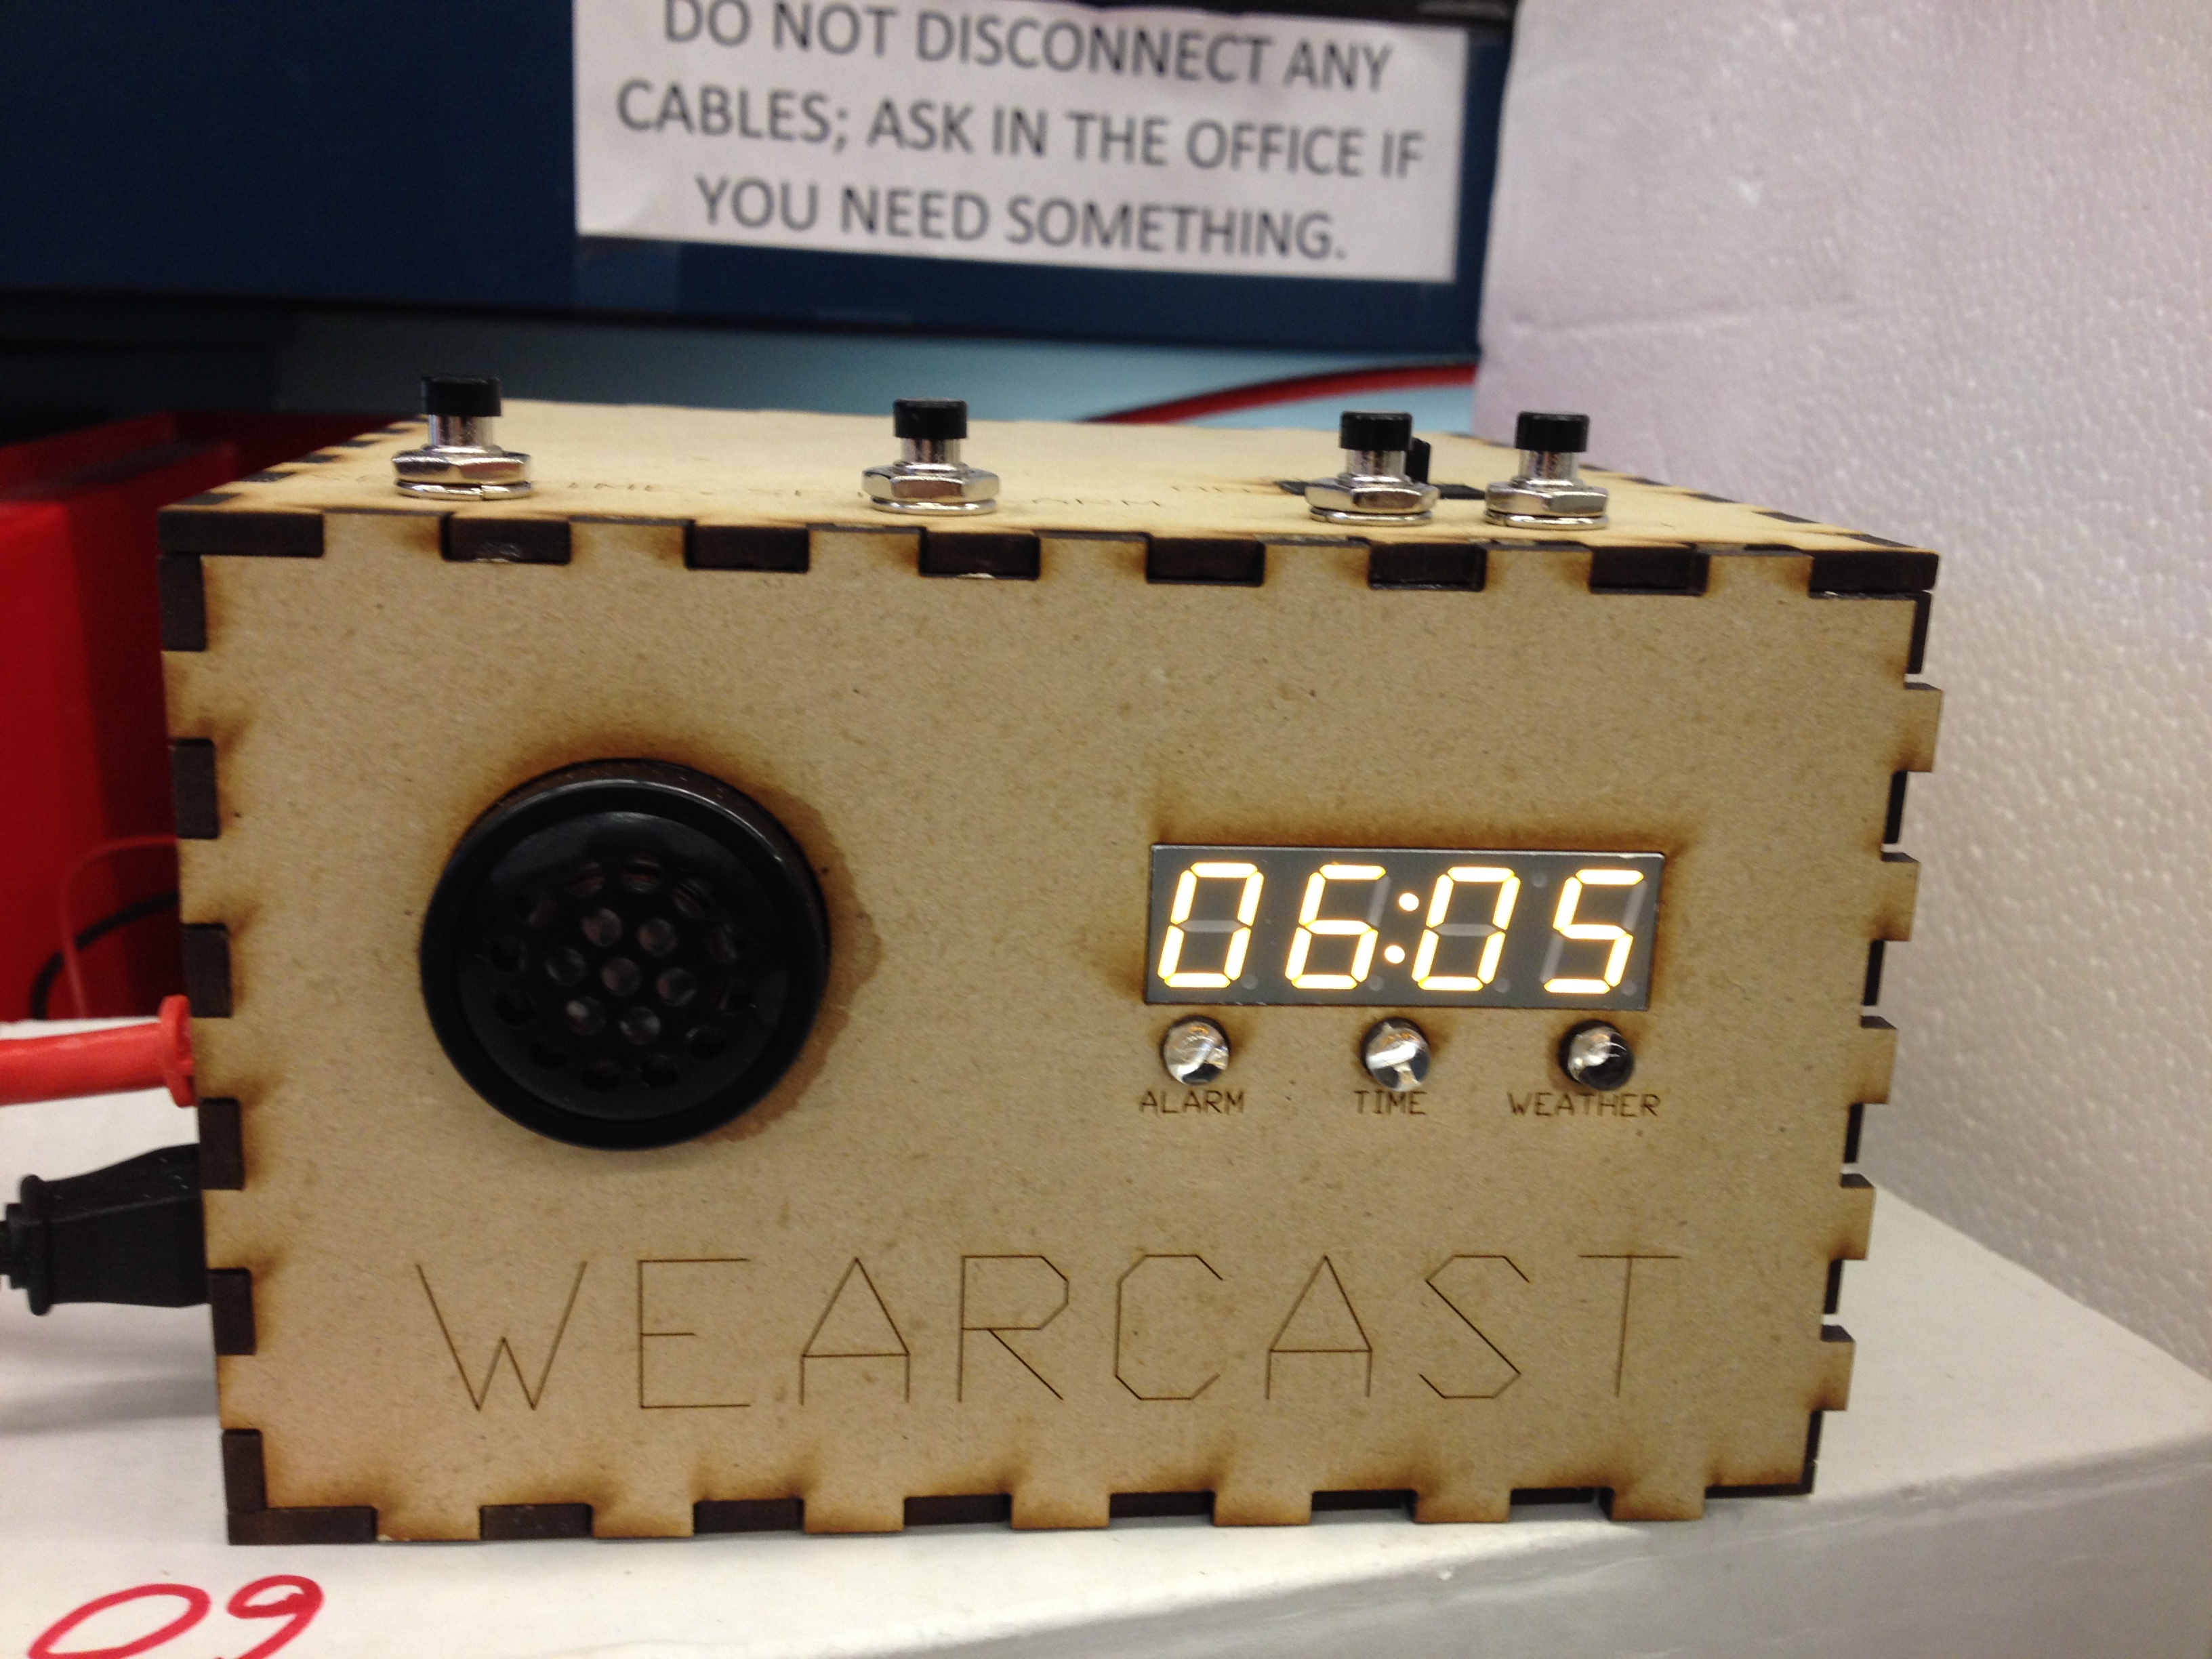 DO NOT DISCONNECT ANY
CABLES; ASK IN THE OFFICE IF
YOU NEED SOMETHING.
06:05
ALARM TIME WEATHER
WEARCAST
09